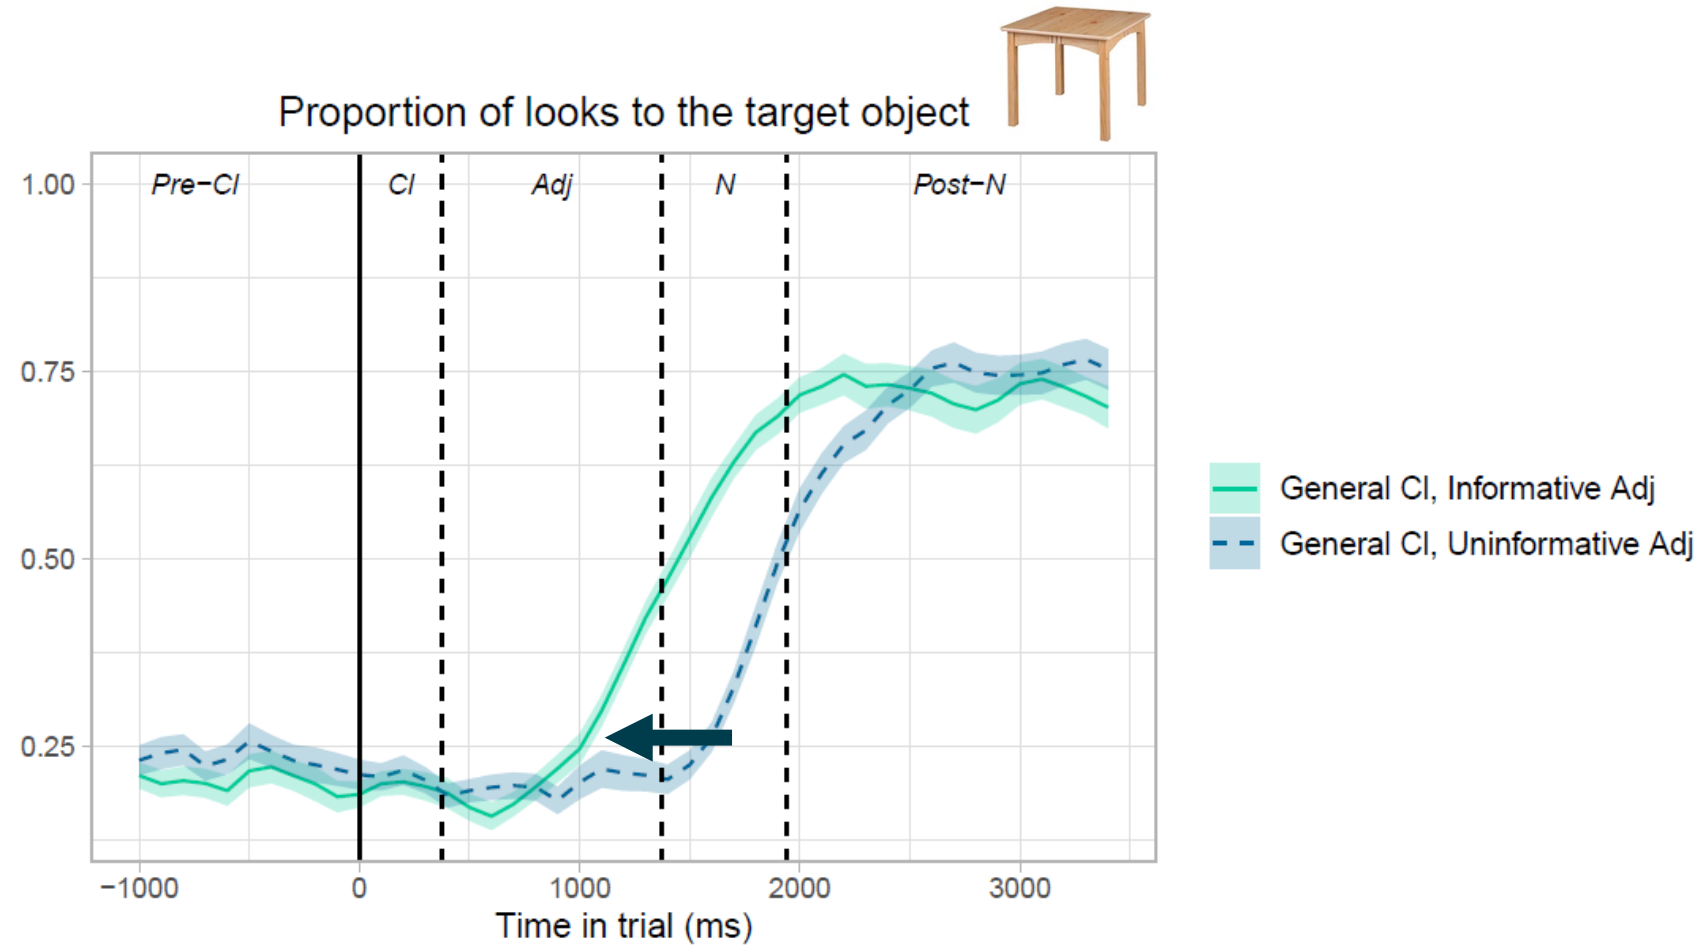 Proportion of looks to the target object
Pre−Cl Cl Adj N Post−N
1.00
0.75
0.50
0.25
−1000 0 1000 2000 3000
Time in trial (ms)
General Cl, Informative Adj
General Cl, Uninformative Adj